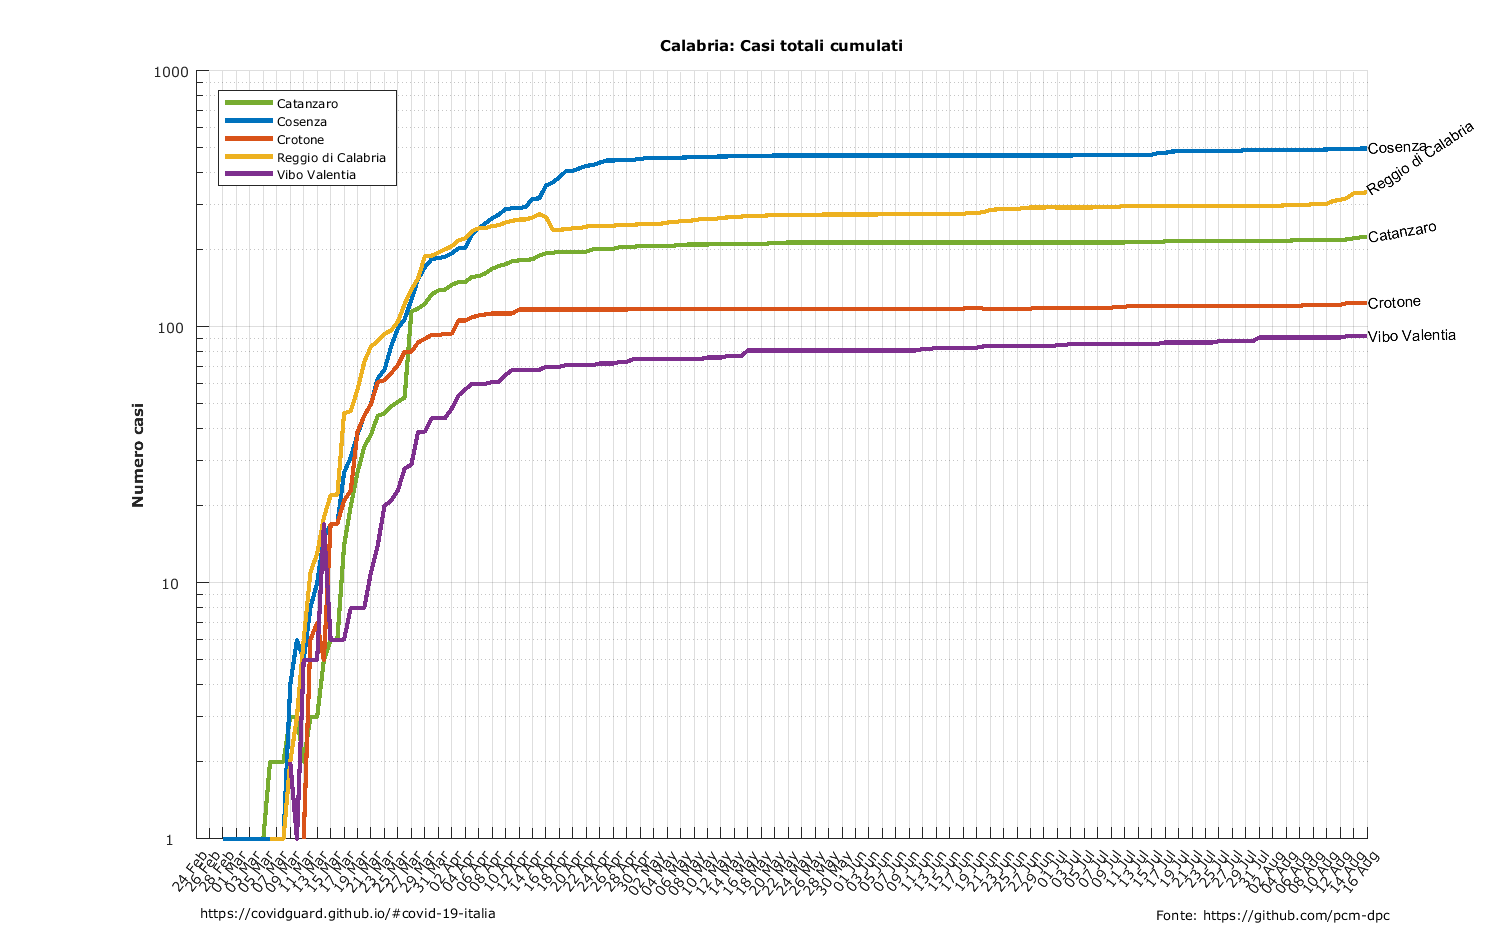 Calabria: Casi totali cumulati
1000
100
10
1
Numero casi
Catanzaro
Cosenza
Crotone
Reggio di Calabria
Vibo Valentia
Cosenza
Reggio di Calabria
Catanzaro
Crotone
Vibo Valentia
24 Feb
26 Feb
28 Feb
01 Mar
03 Mar
05 Mar
07 Mar
09 Mar
11 Mar
13 Mar
15 Mar
17 Mar
19 Mar
21 Mar
23 Mar
25 Mar
27 Mar
29 Mar
31 Mar
02 Apr
04 Apr
06 Apr
08 Apr
10 Apr
12 Apr
14 Apr
16 Apr
18 Apr
20 Apr
22 Apr
24 Apr
26 Apr
28 Apr
30 Apr
02 May
04 May
06 May
08 May
10 May
12 May
14 May
16 May
18 May
20 May
22 May
24 May
26 May
28 May
30 May
01 Jun
03 Jun
05 Jun
07 Jun
09 Jun
11 Jun
13 Jun
15 Jun
17 Jun
19 Jun
21 Jun
23 Jun
25 Jun
27 Jun
29 Jun
01 Jul
03 Jul
05 Jul
07 Jul
09 Jul
11 Jul
13 Jul
15 Jul
17 Jul
19 Jul
21 Jul
23 Jul
25 Jul
27 Jul
29 Jul
31 Jul
02 Aug
04 Aug
06 Aug
08 Aug
10 Aug
12 Aug
14 Aug
16 Aug
https://covidguard.github.io/#covid-19-italia
Fonte: https://github.com/pcm-dpc